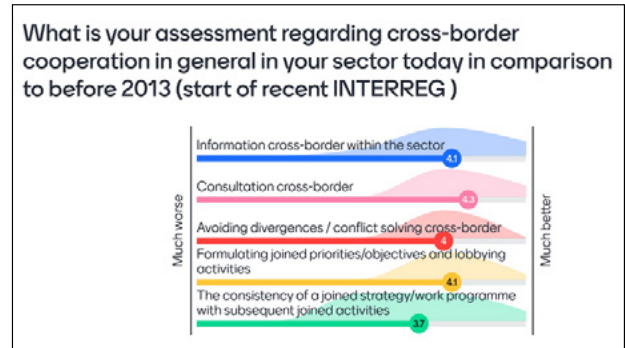 What is your assessment regarding cross-border
cooperation in general in your sector today in comparison
to before 2013 (start of recent INTERREG )
Much worse
Information cross-border within the sector
4.1
Consultation cross-border
4.3
Avoiding divergences / conflict solving cross-border
4
Formulating joined priorities/objectives and lobbying
activities
4.1
The consistency of a joined strategy/work programme
with subsequent joined activities
3.7
Much better